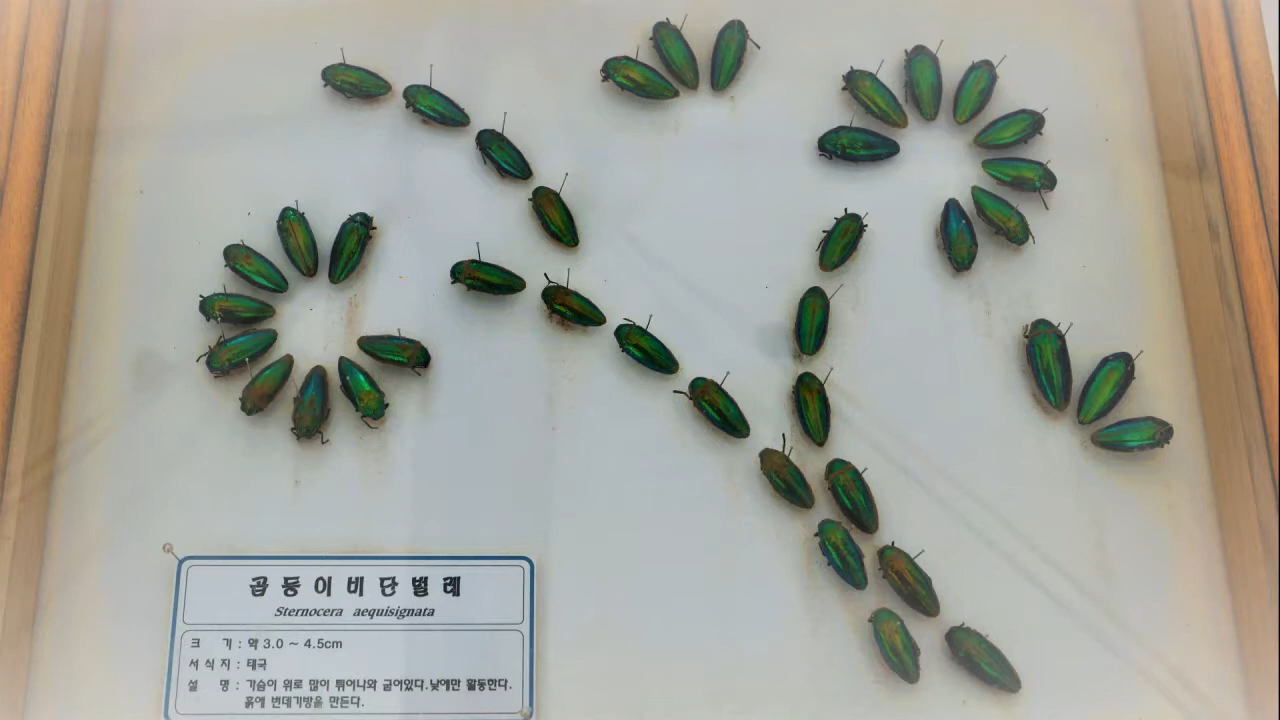 곱등이비단벌레
Sternocera aequisignata
크 기 : 약 3.0 ~ 4.5cm
서식지 : 태국
설 명 : 가슴이 위로 많이 튀어나와 굽어있다.낮에만 활동한다.
흙에 번데기방을 만든다.